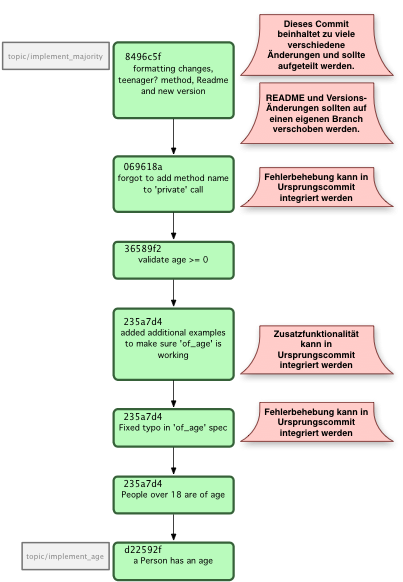 topic/implement_majority
8496c5f
formatting changes,
teenager? method, Readme
and new version
Dieses Commit
beinhaltet zu viele
verschiedene
Änderungen und sollte
aufgeteilt werden.
README und Versions-
Änderungen sollten auf
einen eigenen Branch
verschoben werden.
069618a
forgot to add method name
to 'private' call
Fehlerbehebung kann in
Ursprungscommit
integriert werden
36589f2
validate age >= 0
235a7d4
added additional examples
to make sure 'of_age' is
working
Zusatzfunktionalität
kann in
Ursprungscommit
integriert werden
235a7d4
Fixed typo in 'of_age' spec
Fehlerbehebung kann in
Ursprungscommit
integriert werden
235a7d4
People over 18 are of age
topic/implement_age
d22592f
a Person has an age